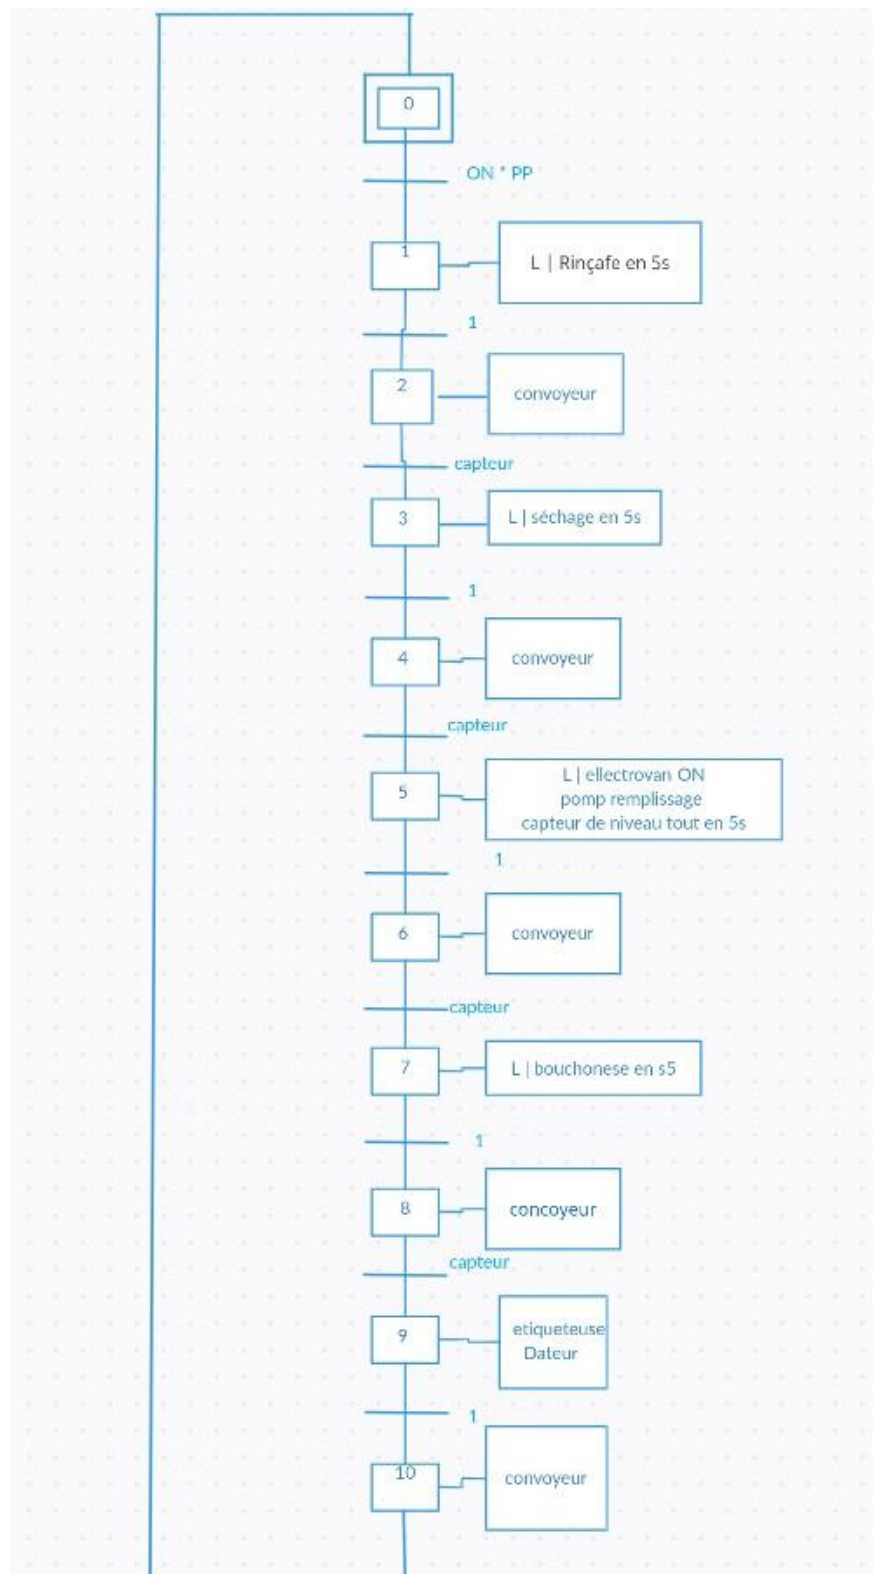 0
ON * PP
1
L | Rinçafe en 5s
1
2
convoyeur
capteur
3
L | séchage en 5s
1
4
convoyeur
capteur
5
L | ellectrovan ON
pomp remplissage
capteur de niveau tout en 5s
1
6
convoyeur
capteur
7
L | bouchonese en s5
1
8
concoyeur
capteur
9
etiqueteuse
Dateur
1
10
convoyeur